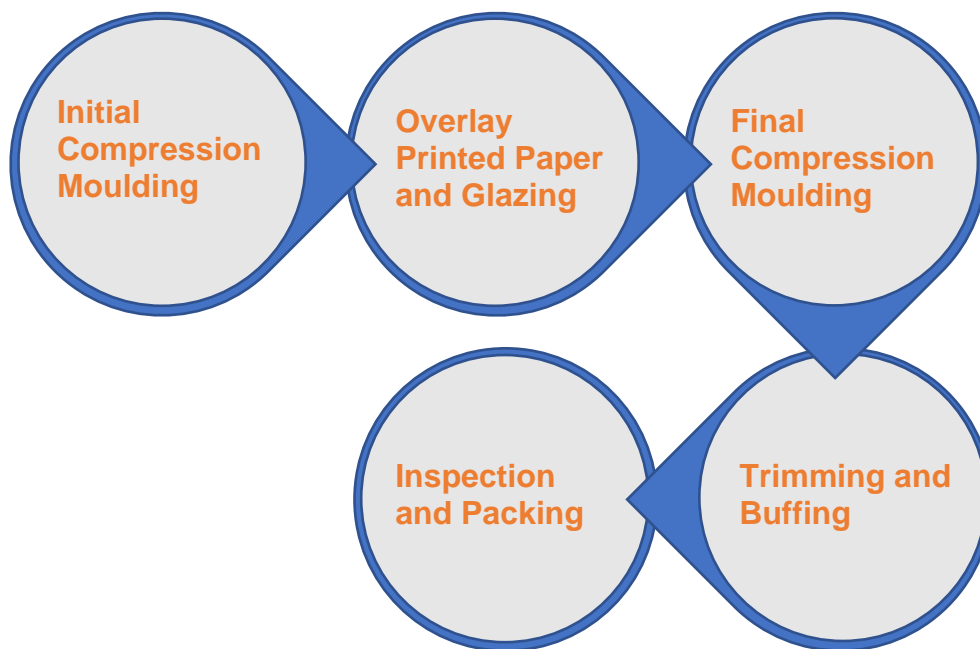 Initial
Compression
Moulding
Overlay
Printed Paper
and Glazing
Final
Compression
Moulding
Trimming and
Buffing
Inspection
and Packing